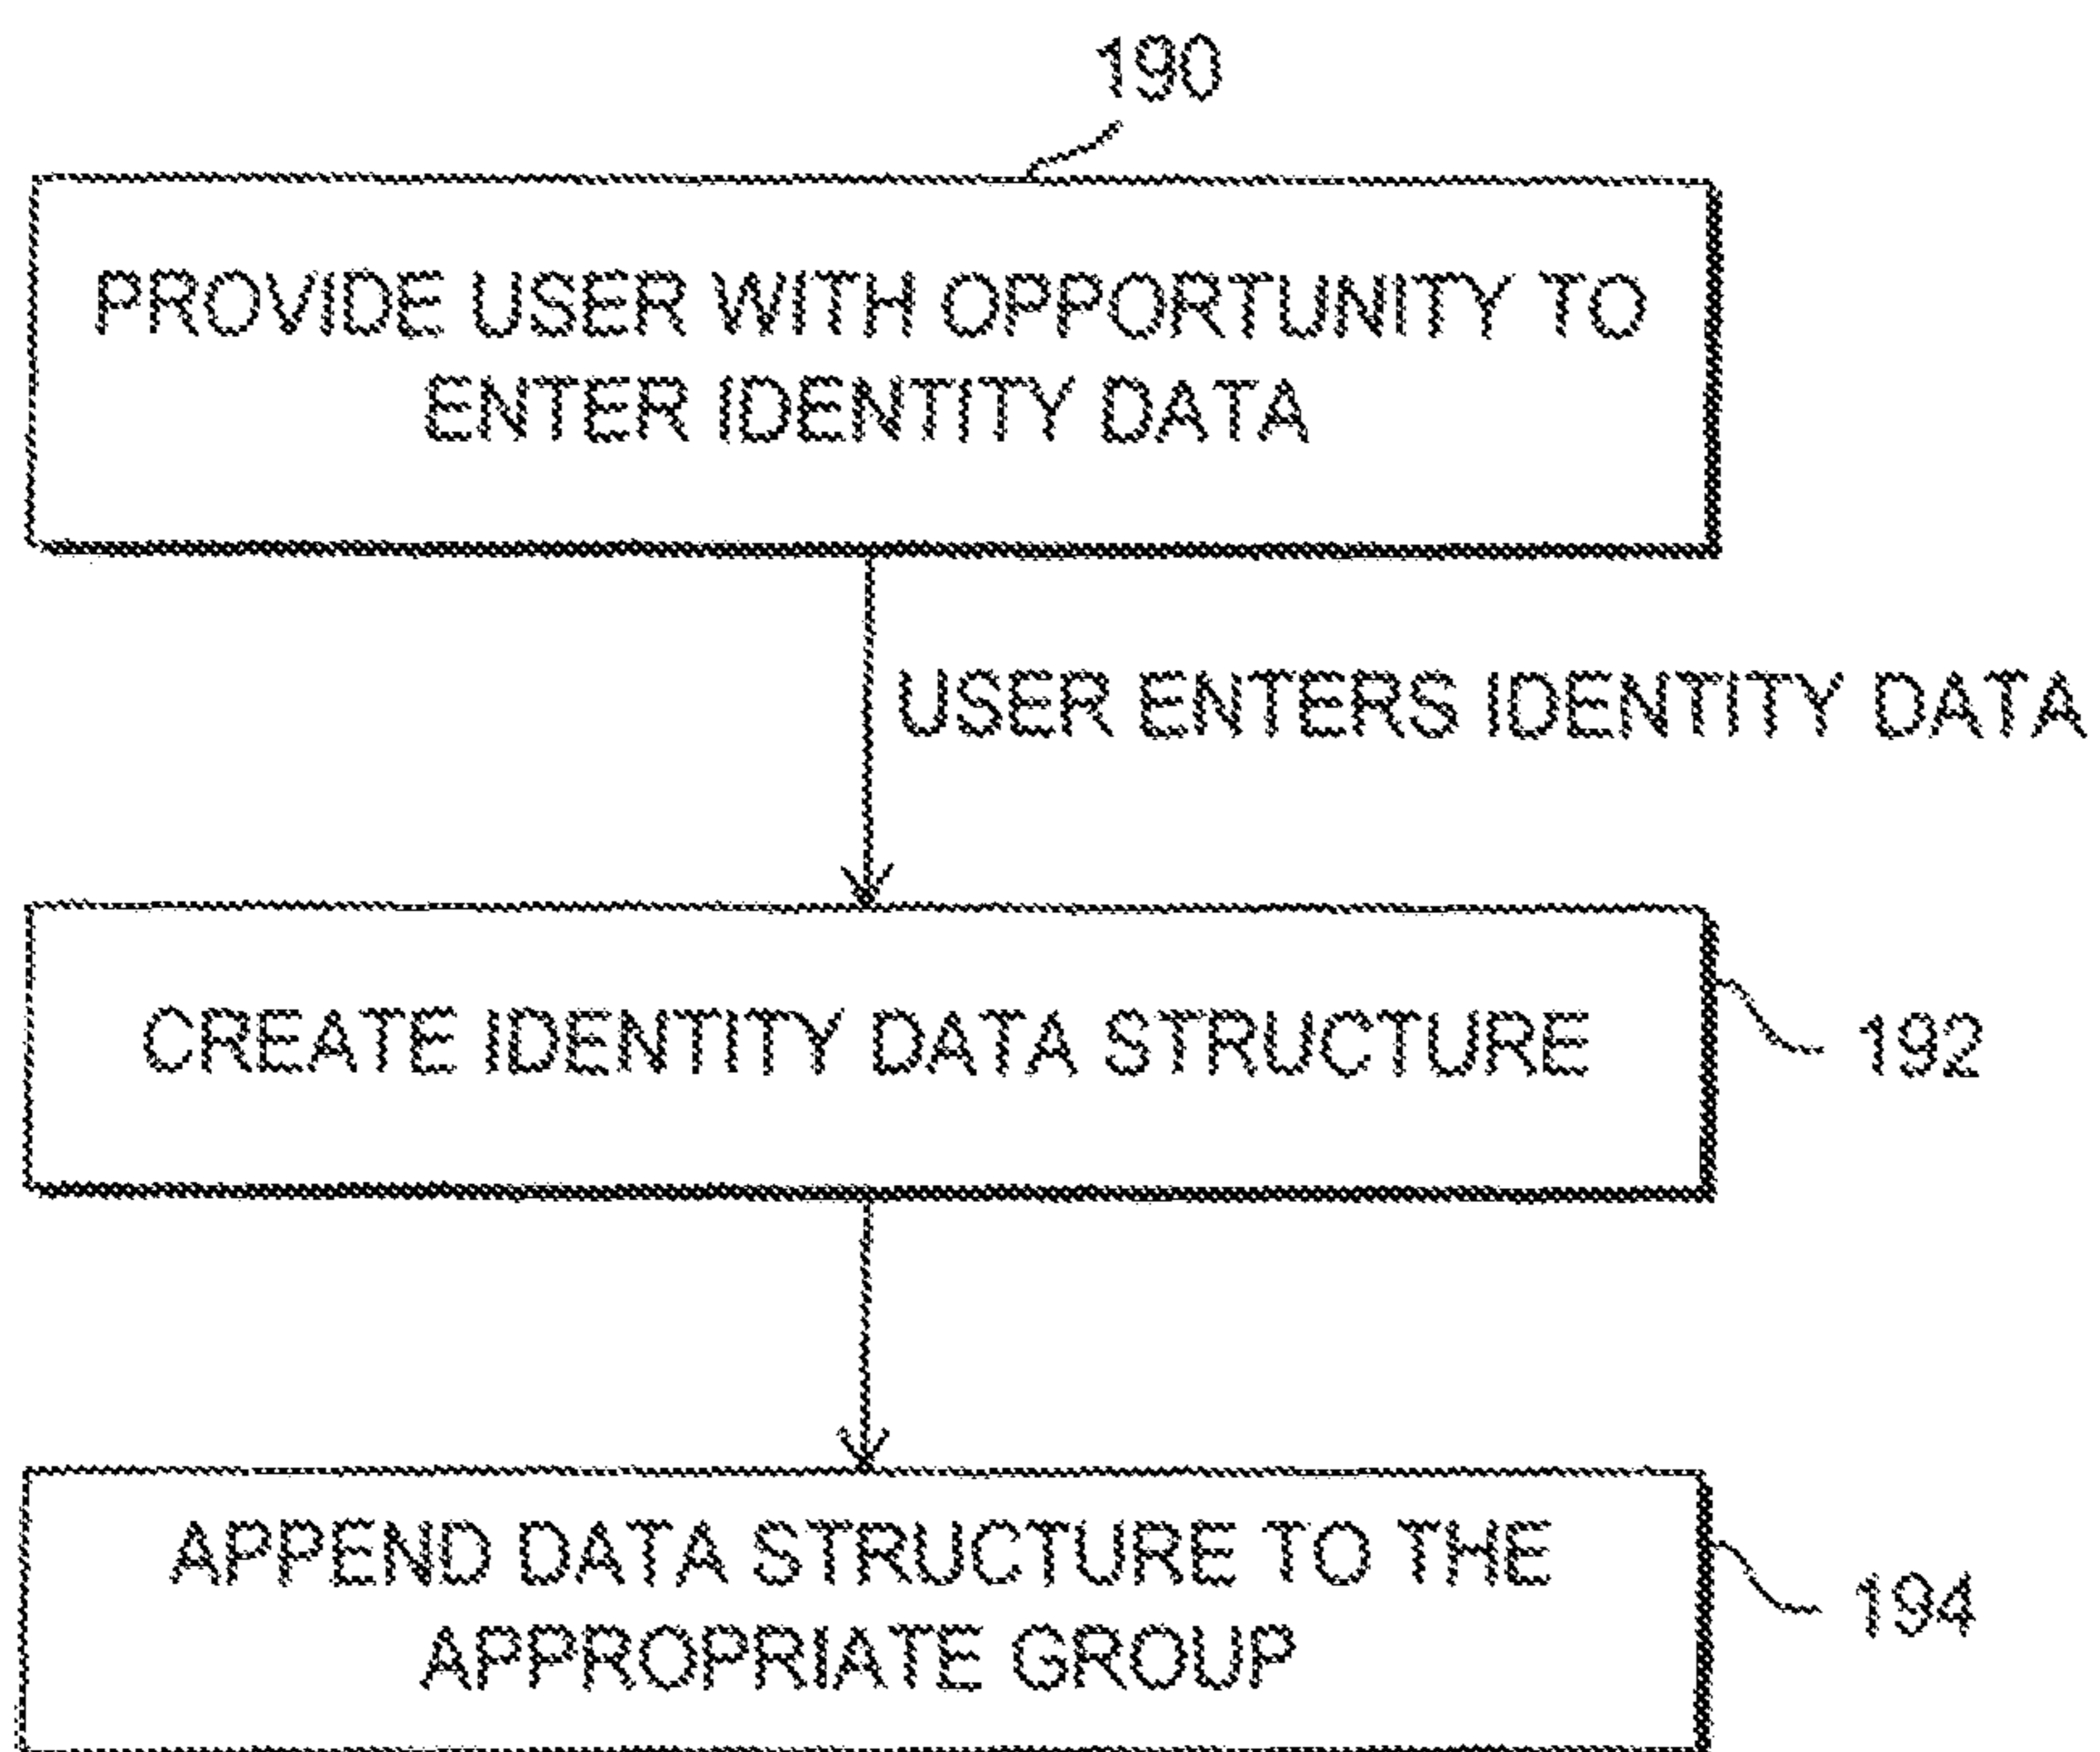 190
PROVIDE USER WITH OPPORTUNITY TO
ENTER IDENTITY DATA
USER ENTERS IDENTITY DATA
CREATE IDENTITY DATA STRUCTURE
192
APPEND DATA STRUCTURE TO THE
APPROPRIATE GROUP
194